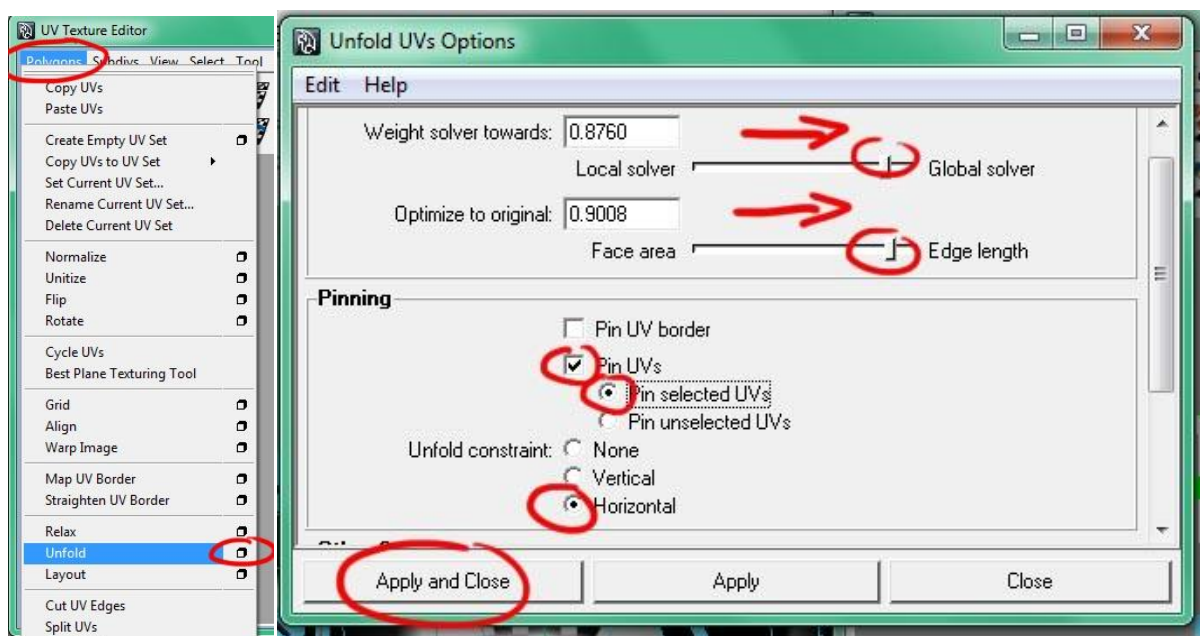 UV Texture Editor
Polygons Subdivs View Select Tool
Copy UVs
Paste UVs
Create Empty UV Set
Copy UVs to UV Set
Set Current UV Set...
Rename Current UV Set...
Delete Current UV Set
Normalize
Unitize
Flip
Rotate
Cycle UVs
Best Plane Texturing Tool
Grid
Align
Warp Image
Map UV Border
Straighten UV Border
Relax
Unfold
Layout
Cut UV Edges
Split UVs
Unfold UVs Options
Edit Help
Weight solver towards: 0.8760
Local solver Global solver
Optimize to original: 0.9008
Face area Edge length
Pinning
Pin UV border
Pin UVs
Pin selected UVs
Pin unselected UVs
Unfold constraint: None
Vertical
Horizontal
Apply and Close Apply Close